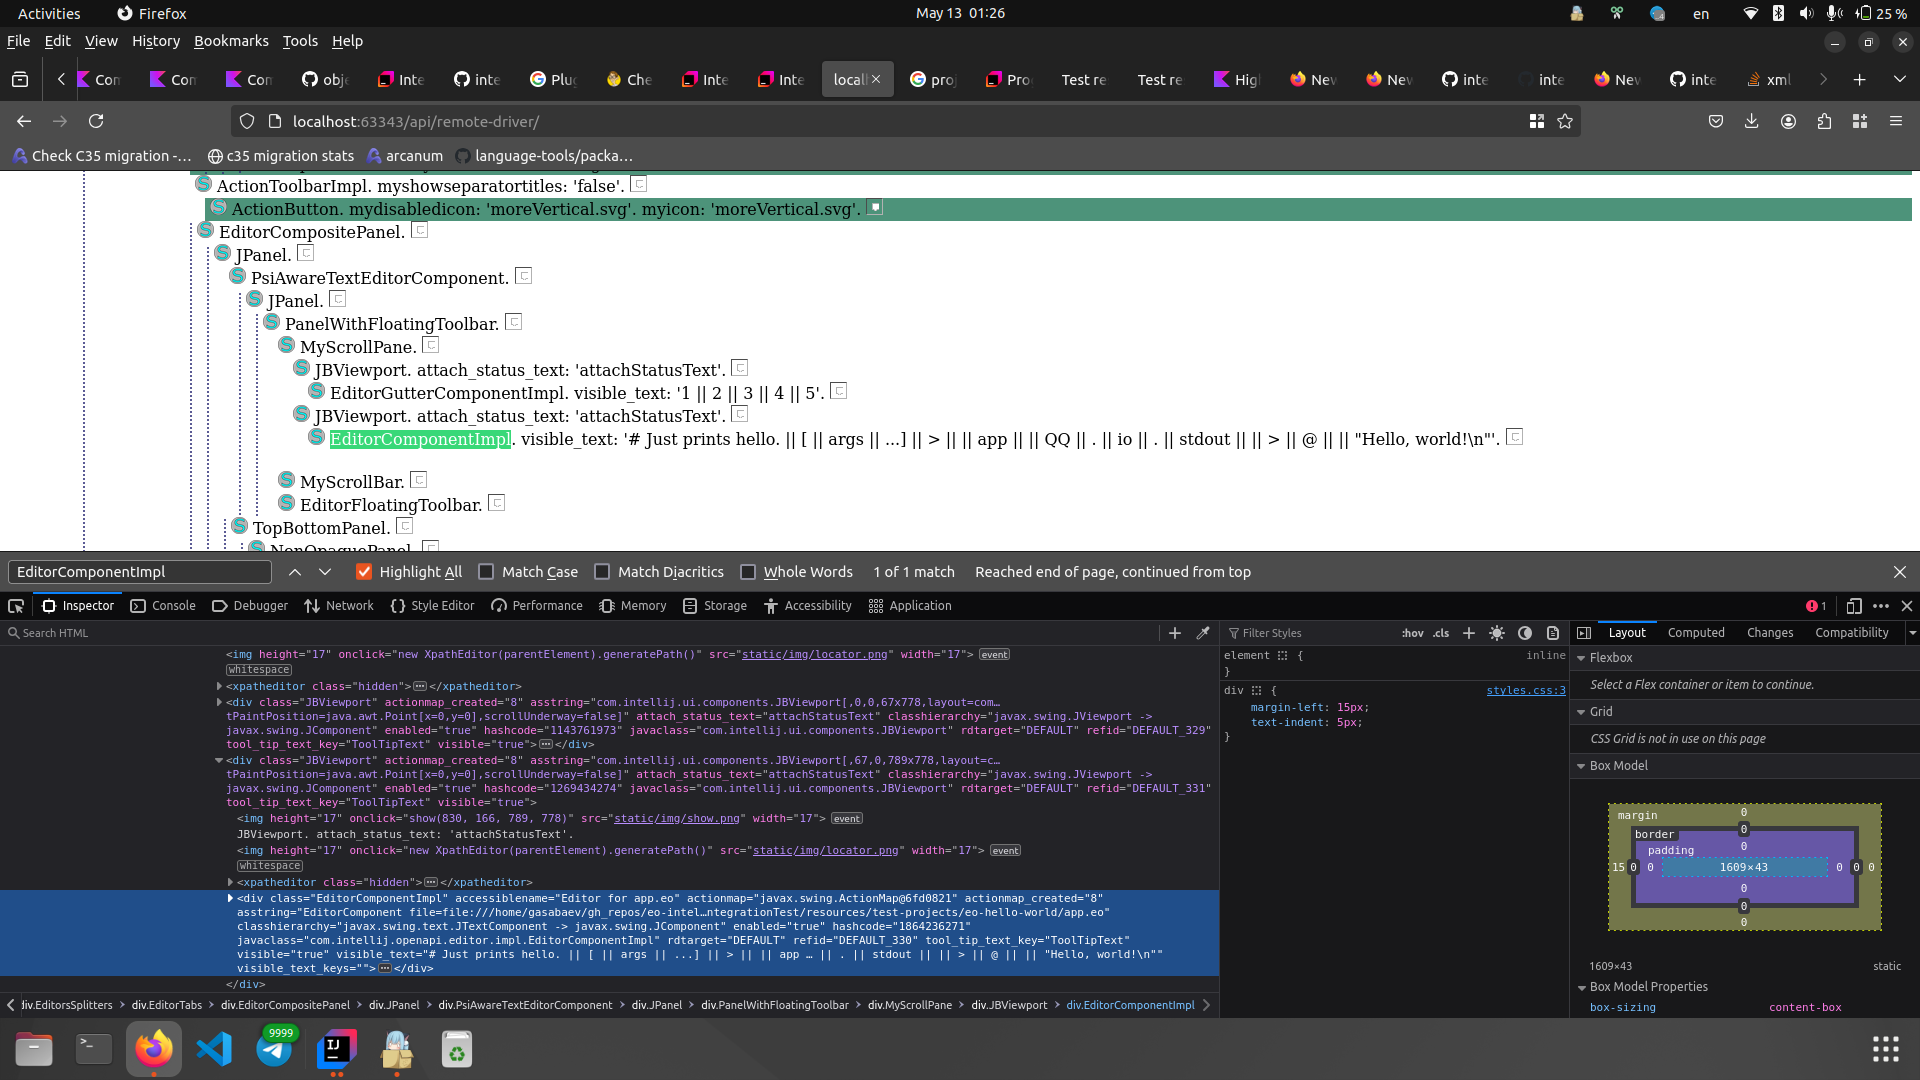 Activities Firefox May 13 01:26 en 25 %
File Edit View History Bookmarks Tools Help
Con Con Con obje Inte inte Plug Che Inte Inte local proj Pro Test re Test re Hig New New inte inte New inte xml
localhost:63343/api/remote-driver/
Check C35 migration -… c35 migration stats arcanum language-tools/packa…
ActionToolbarImpl. myshowseparatortitles: 'false'.
ActionButton. mydisabledicon: 'moreVertical.svg'. myicon: 'moreVertical.svg'.
EditorCompositePanel.
JPanel.
PsiAwareTextEditorComponent.
JPanel.
PanelWithFloatingToolbar.
MyScrollPane.
JBViewport. attach_status_text: 'attachStatusText'.
EditorGutterComponentImpl. visible_text: '1 || 2 || 3 || 4 || 5'.
JBViewport. attach_status_text: 'attachStatusText'.
EditorComponentImpl. visible_text: '# Just prints hello. || [ || args || ...] || > || || app || || QQ || . || io || . || stdout || || > || @ || || "Hello, world!\n"'.
MyScrollBar.
EditorFloatingToolbar.
TopBottomPanel.
NonOpaquePanel.
EditorComponentImpl Highlight All Match Case Match Diacritics Whole Words 1 of 1 match Reached end of page, continued from top
Inspector Console Debugger Network Style Editor Performance Memory Storage Accessibility Application 1
Search HTML
<img height="17" onclick="new XpathEditor(parentElement).generatePath()" src="static/img/locator.png" width="17"> event
whitespace
<xpatheditor class="hidden"></xpatheditor>
<div class="JBViewport" actionmap_created="8" asstring="com.intellij.ui.components.JBViewport[,0,0,67x778,layout=com…
tPaintPosition=java.awt.Point[x=0,y=0],scrollUnderway=false]" attach_status_text="attachStatusText" classhierarchy="javax.swing.JViewport ->
javax.swing.JComponent" enabled="true" hashcode="1143761973" javaclass="com.intellij.ui.components.JBViewport" rdtarget="DEFAULT" refid="DEFAULT_329"
tool_tip_text_key="ToolTipText" visible="true"></div>
<div class="JBViewport" actionmap_created="8" asstring="com.intellij.ui.components.JBViewport[,67,0,789x778,layout=c…
tPaintPosition=java.awt.Point[x=0,y=0],scrollUnderway=false]" attach_status_text="attachStatusText" classhierarchy="javax.swing.JViewport ->
javax.swing.JComponent" enabled="true" hashcode="1269434274" javaclass="com.intellij.ui.components.JBViewport" rdtarget="DEFAULT" refid="DEFAULT_331"
tool_tip_text_key="ToolTipText" visible="true">
<img height="17" onclick="show(830, 166, 789, 778)" src="static/img/show.png" width="17"> event
JBViewport. attach_status_text: 'attachStatusText'.
<img height="17" onclick="new XpathEditor(parentElement).generatePath()" src="static/img/locator.png" width="17"> event
whitespace
<xpatheditor class="hidden"></xpatheditor>
<div class="EditorComponentImpl" accessiblename="Editor for app.eo" actionmap="javax.swing.ActionMap@6fd0821" actionmap_created="8"
asstring="EditorComponent file=file:///home/gasabaev/gh_repos/eo-intel…ntegrationTest/resources/test-projects/eo-hello-world/app.eo"
classhierarchy="javax.swing.text.JTextComponent -> javax.swing.JComponent" enabled="true" hashcode="1864236271"
javaclass="com.intellij.openapi.editor.impl.EditorComponentImpl" rdtarget="DEFAULT" refid="DEFAULT_330" tool_tip_text_key="ToolTipText"
visible="true" visible_text="# Just prints hello. || [ || args || ...] || > || || app … || . || stdout || || > || @ || || "Hello, world!\n""
visible_text_keys=""></div>
</div>
div.EditorsSplitters div.EditorTabs div.EditorCompositePanel div.JPanel div.PsiAwareTextEditorComponent div.JPanel div.PanelWithFloatingToolbar div.MyScrollPane div.JBViewport div.EditorComponentImpl
Filter Styles :hov .cls
element { inline
}
div { styles.css:3
margin-left: 15px;
text-indent: 5px;
}
Layout Computed Changes Compatibility
Flexbox
Select a Flex container or item to continue.
Grid
CSS Grid is not in use on this page
Box Model
margin 0
border 0
padding 0
15 0 0 1609×43 0 0 0
0
0
0
1609×43 static
Box Model Properties
box-sizing content-box
9999
IJ